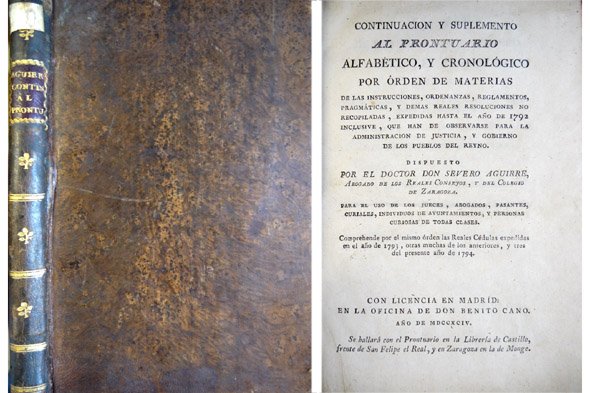 AGUIRRE
CONTIN
AL
PRONTU
CONTINUACION Y SUPLEMENTO
AL PRONTUARIO
ALFABÉTICO, Y CRONOLÓGICO
POR ÓRDEN DE MATERIAS
DE LAS INSTRUCCIONES, ORDENANZAS, REGLAMENTOS,
PRAGMÁTICAS, Y DEMAS REALES RESOLUCIONES NO
RECOPILADAS, EXPEDIDAS HASTA EL AÑO DE 1792
INCLUSIVE, QUE HAN DE OBSERVARSE PARA LA
ADMINISTRACION DE JUSTICIA, Y GOBIERNO
DE LOS PUEBLOS DEL REYNO.
DISPUESTO
POR EL DOCTOR DON SEVERO AGUIRRE,
ABOGADO DE LOS REALES CONSEJOS, Y DEL COLEGIO
DE ZARAGOZA.
PARA EL USO DE LOS JUECES, ABOGADOS, PASANTES,
CURIALES, INDIVIDUOS DE AYUNTAMIENTOS, Y PERSONAS
CURIOSAS DE TODAS CLASES.
Comprehende por el mismo órden las Reales Cédulas expedidas
en el año de 1793, otras muchas de los anteriores, y tres
del presente año de 1794.
CON LICENCIA EN MADRID:
EN LA OFICINA DE DON BENITO CANO.
AÑO DE MDCCXCIV.
Se hallará con el Prontuario en la Librería de Castillo,
frente de San Felipe el Real, y en Zaragoza en la de Monge.